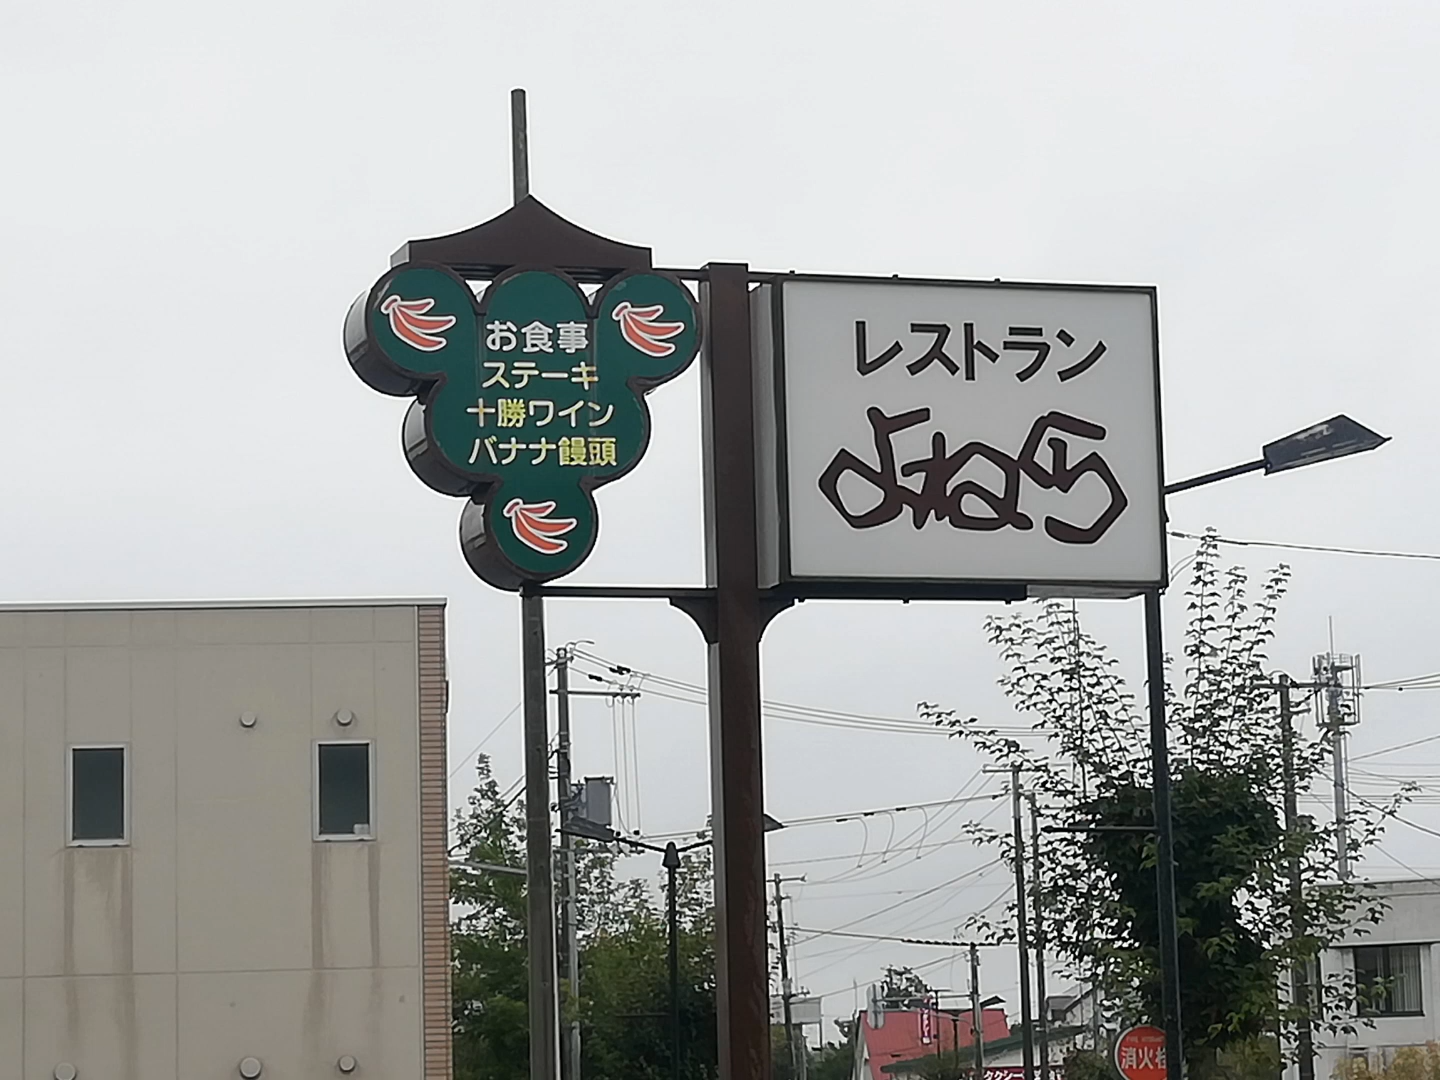 お食事
ステーキ
十勝ワイン
バナナ饅頭
レストラン
よねくら
消火栓